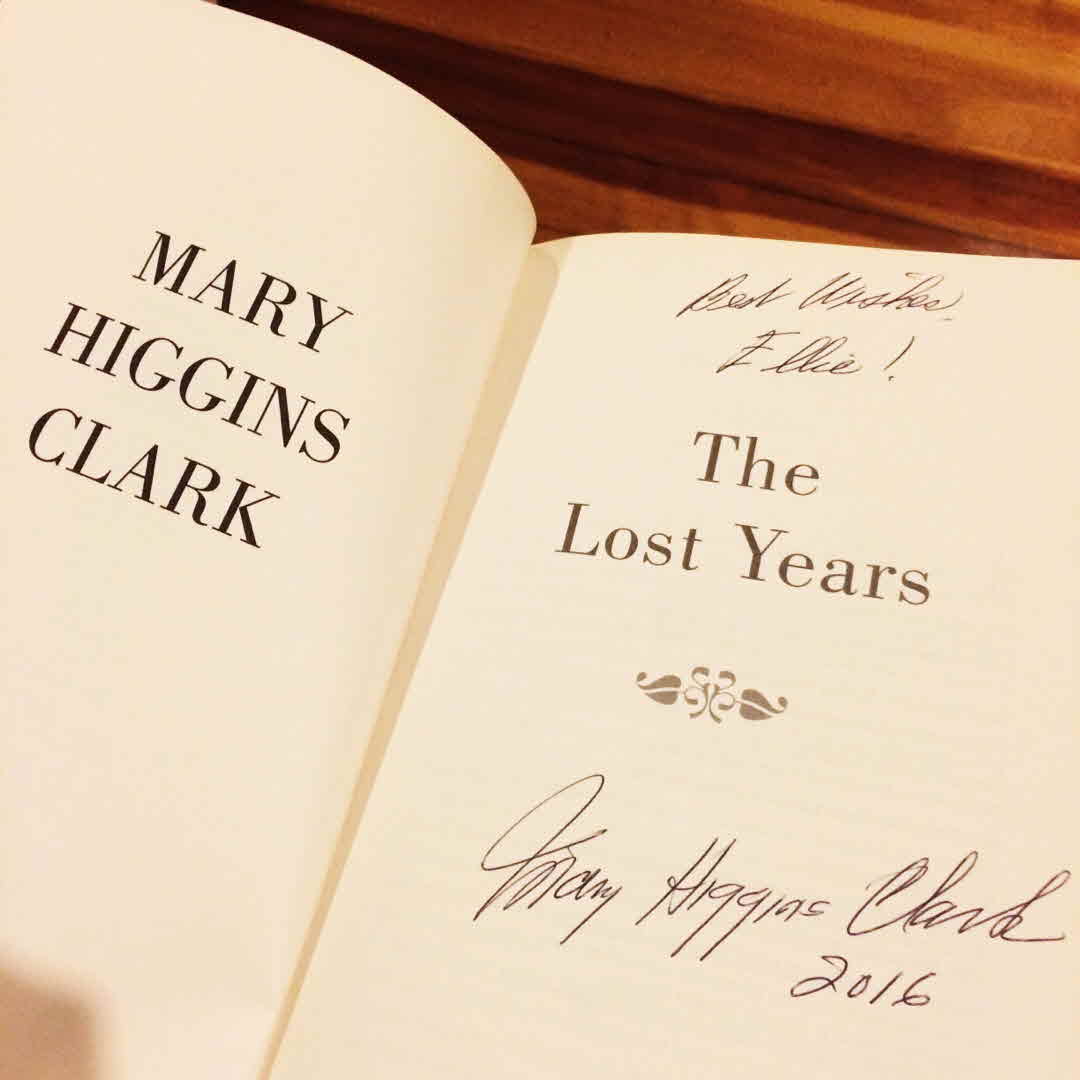 MARY
HIGGINS
CLARK
Best Wishes,
Ellie!
The
Lost Years
Mary Higgins Clark
2016